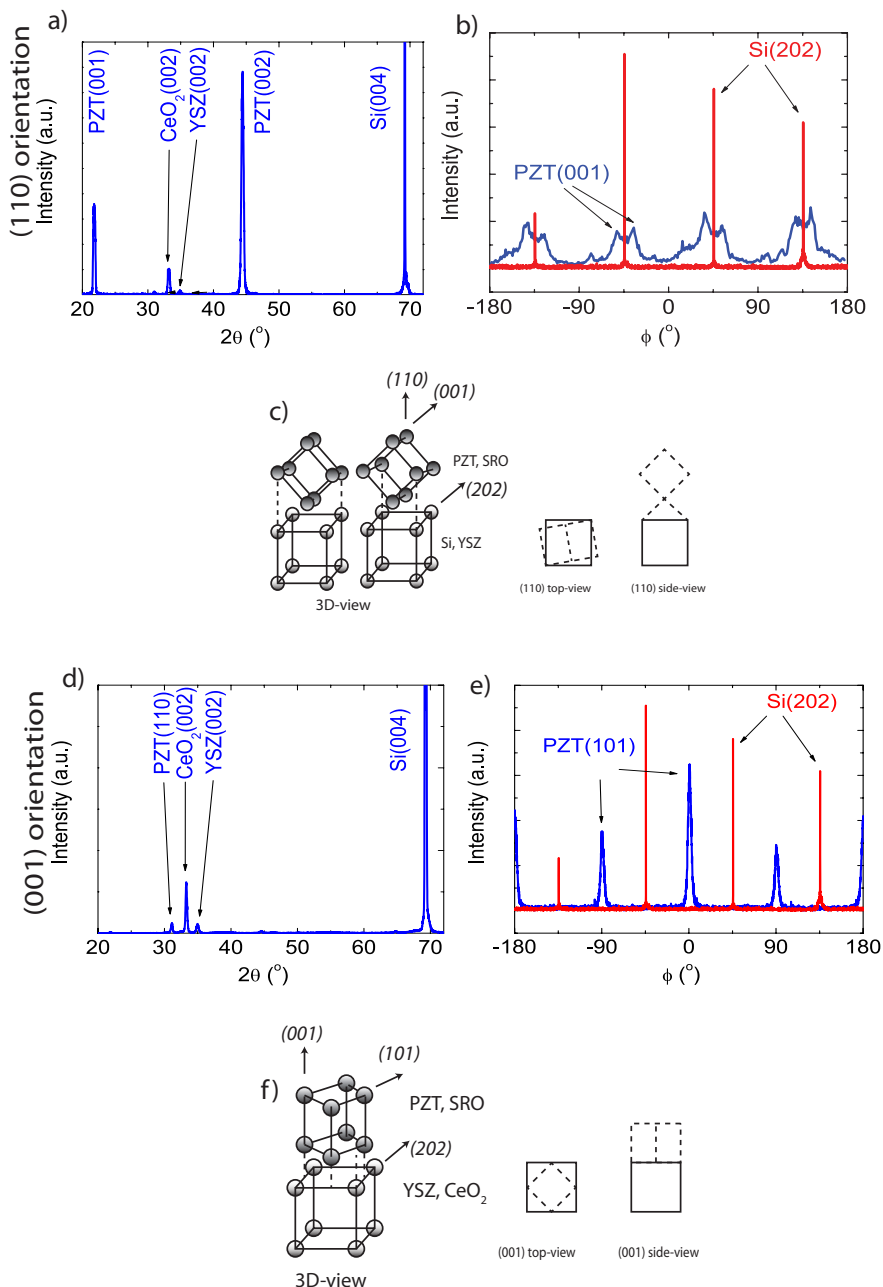 a)
(110) orientation
Intensity (a.u.)
PZT(001)
CeO2(002)
YSZ(002)
PZT(002)
Si(004)
20 30 40 50 60 70
2θ (o)
b)
Intensity (a.u.)
Si(202)
PZT(001)
-180 -90 0 90 180
ϕ (o)
c)
(110)
(001)
PZT, SRO
(202)
Si, YSZ
3D-view
(110) top-view
(110) side-view
d)
(001) orientation
Intensity (a.u.)
PZT(110)
CeO2(002)
YSZ(002)
Si(004)
20 30 40 50 60 70
2θ (o)
e)
Intensity (a.u.)
Si(202)
PZT(101)
-180 -90 0 90 180
ϕ (o)
f)
(001)
(101)
PZT, SRO
(202)
YSZ, CeO2
3D-view
(001) top-view
(001) side-view